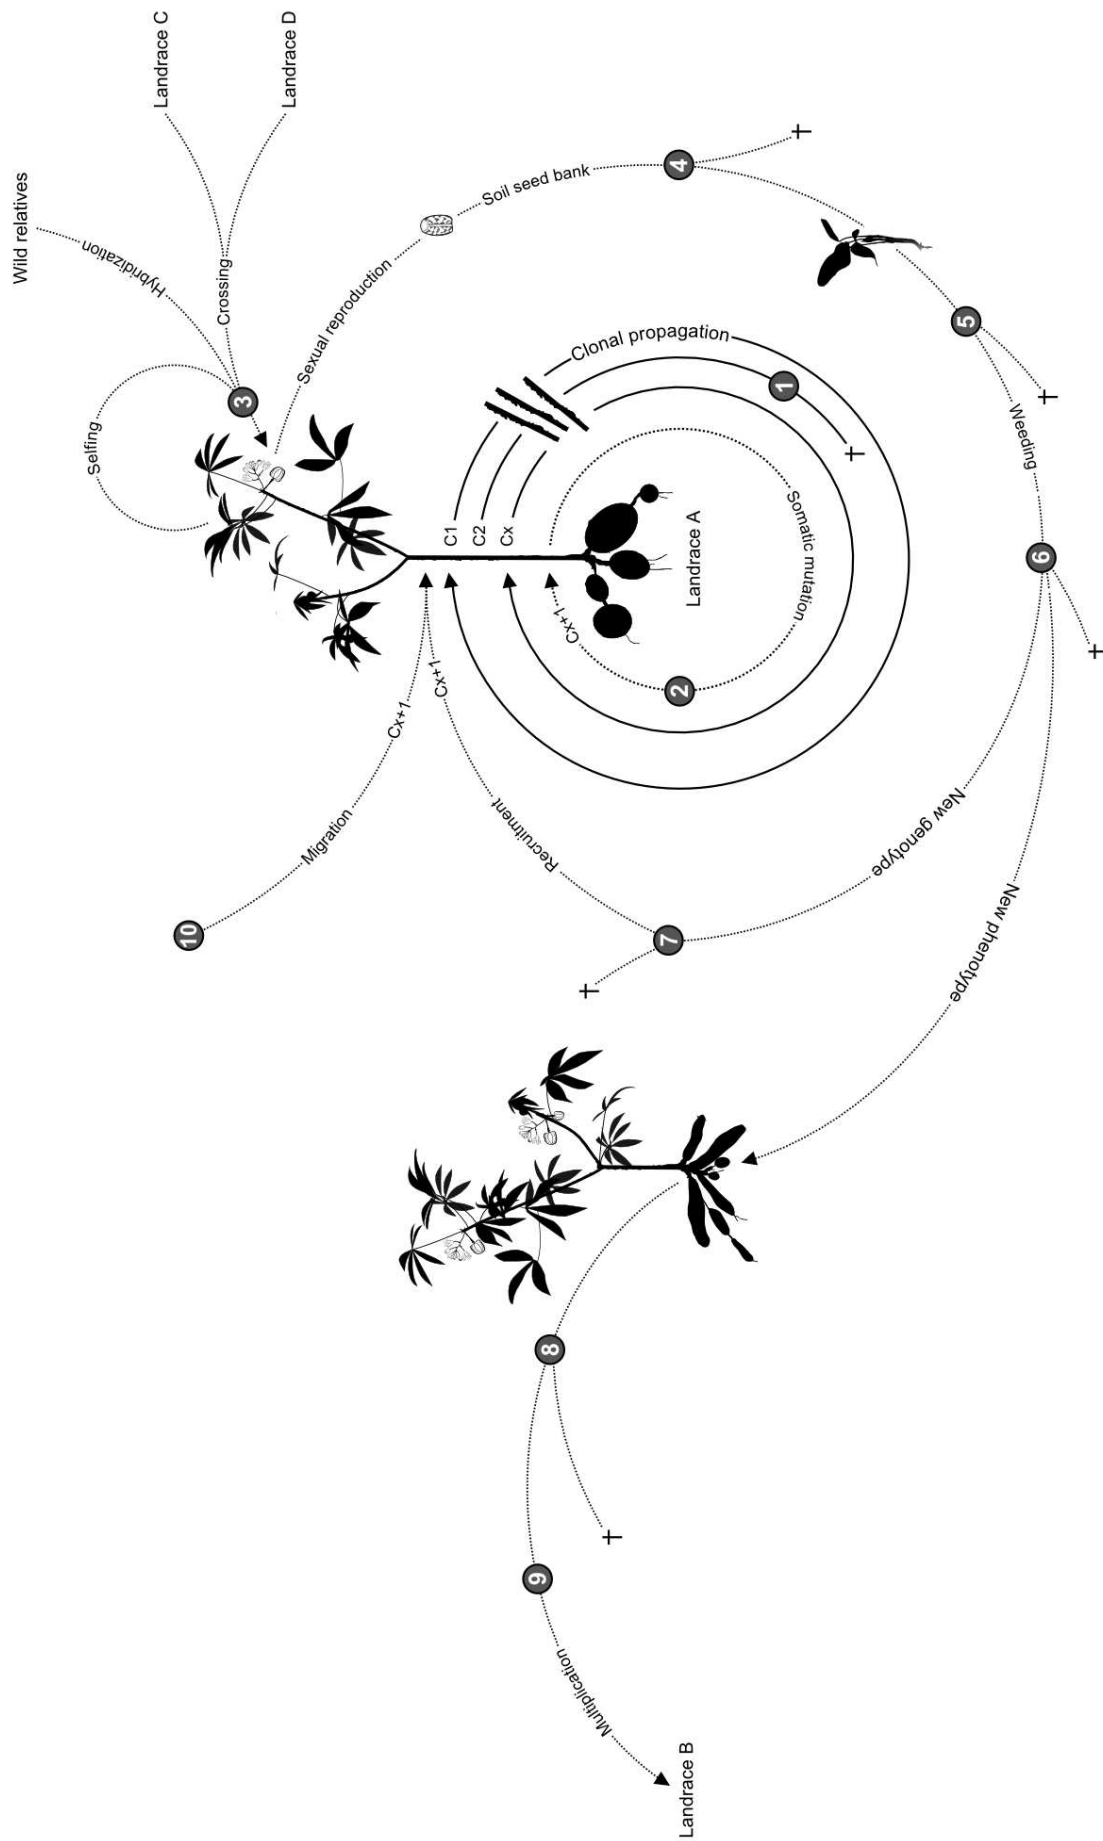 Wild relatives
Landrace C
Landrace D
Hybridization
Crossing
Selfing
3
Sexual reproduction
Soil seed bank
4
†
5
†
Weeding
6
†
Clonal propagation
1
†
C1
C2
Cx
Landrace A
Somatic mutation
Cx+1
2
Cx+1
Migration
10
Cx+1
Recruitment
7
†
New genotype
New phenotype
8
†
9
Multiplication
Landrace B